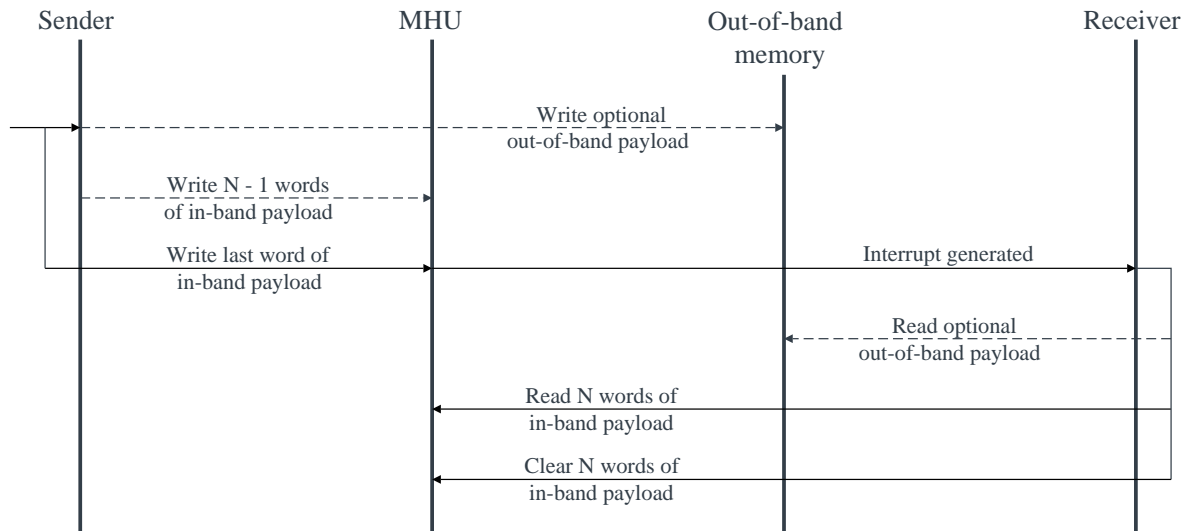 Sender
MHU
Out-of-band
memory
Receiver
Write optional
out-of-band payload
Write N - 1 words
of in-band payload
Write last word of
in-band payload
Interrupt generated
Read optional
out-of-band payload
Read N words of
in-band payload
Clear N words of
in-band payload